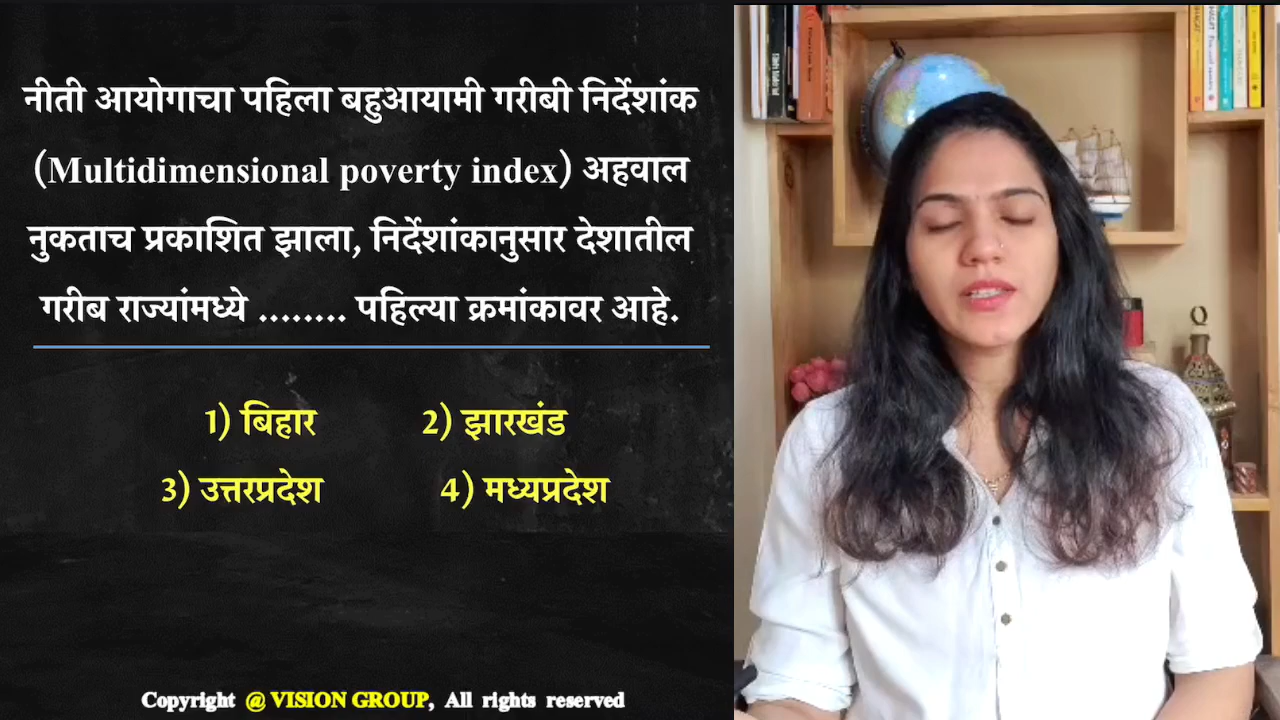 नीती आयोगाचा पहिला बहुआयामी गरीबी निर्देशांक
(Multidimensional poverty index) अहवाल
नुकताच प्रकाशित झाला, निर्देशांकानुसार देशातील
गरीब राज्यांमध्ये ........ पहिल्या क्रमांकावर आहे.
1) बिहार 2) झारखंड
3) उत्तरप्रदेश 4) मध्यप्रदेश
Copyright @ VISION GROUP, All rights reserved